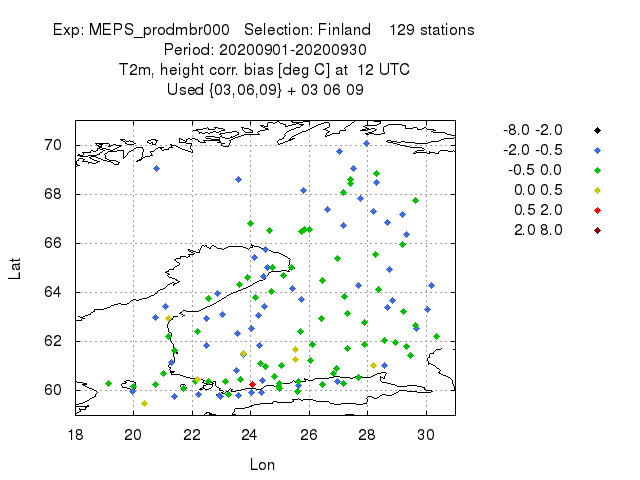 Exp: MEPS_prodmbr000 Selection: Finland 129 stations
Period: 20200901-20200930
T2m, height corr. bias [deg C] at 12 UTC
Used {03,06,09} + 03 06 09
-8.0 -2.0
-2.0 -0.5
-0.5 0.0
0.0 0.5
0.5 2.0
2.0 8.0
70
68
66
64
62
60
Lat
18 20 22 24 26 28 30
Lon